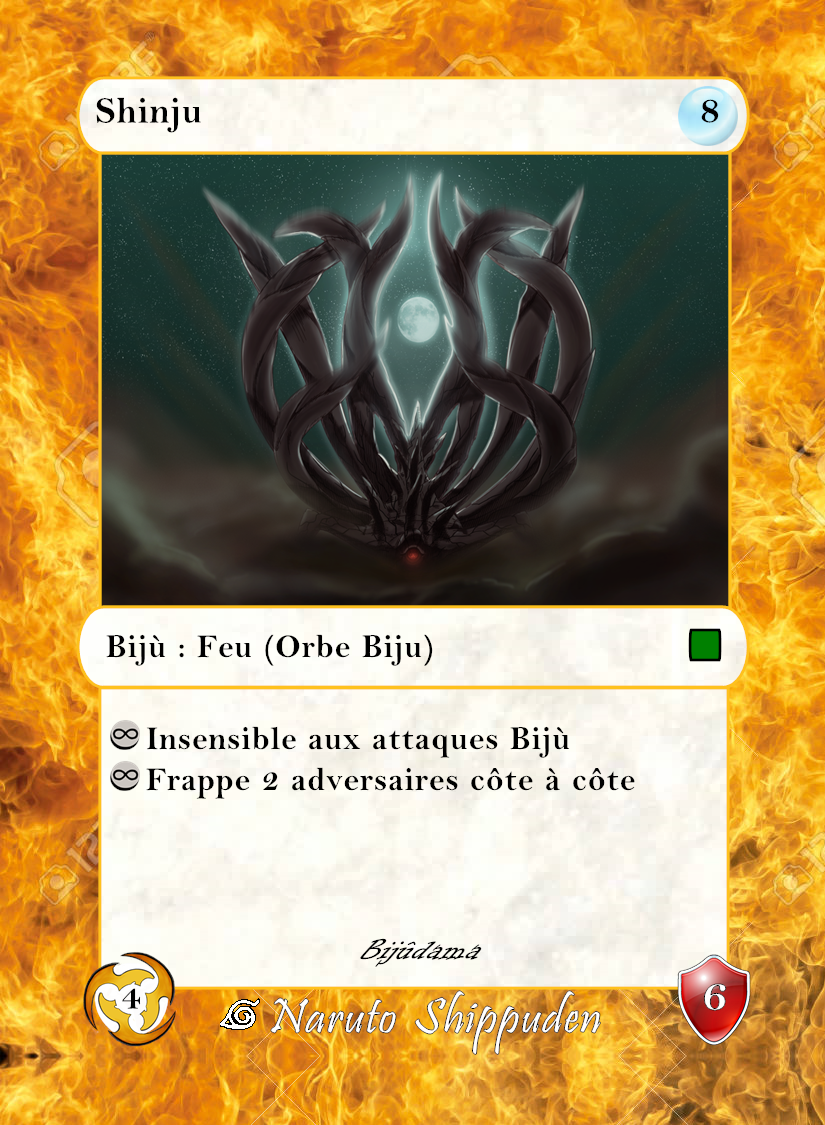 Shinju
8
Bijù : Feu (Orbe Biju)
∞ Insensible aux attaques Bijù
∞ Frappe 2 adversaires côte à côte
Bijûdama
4
Naruto Shippuden
6